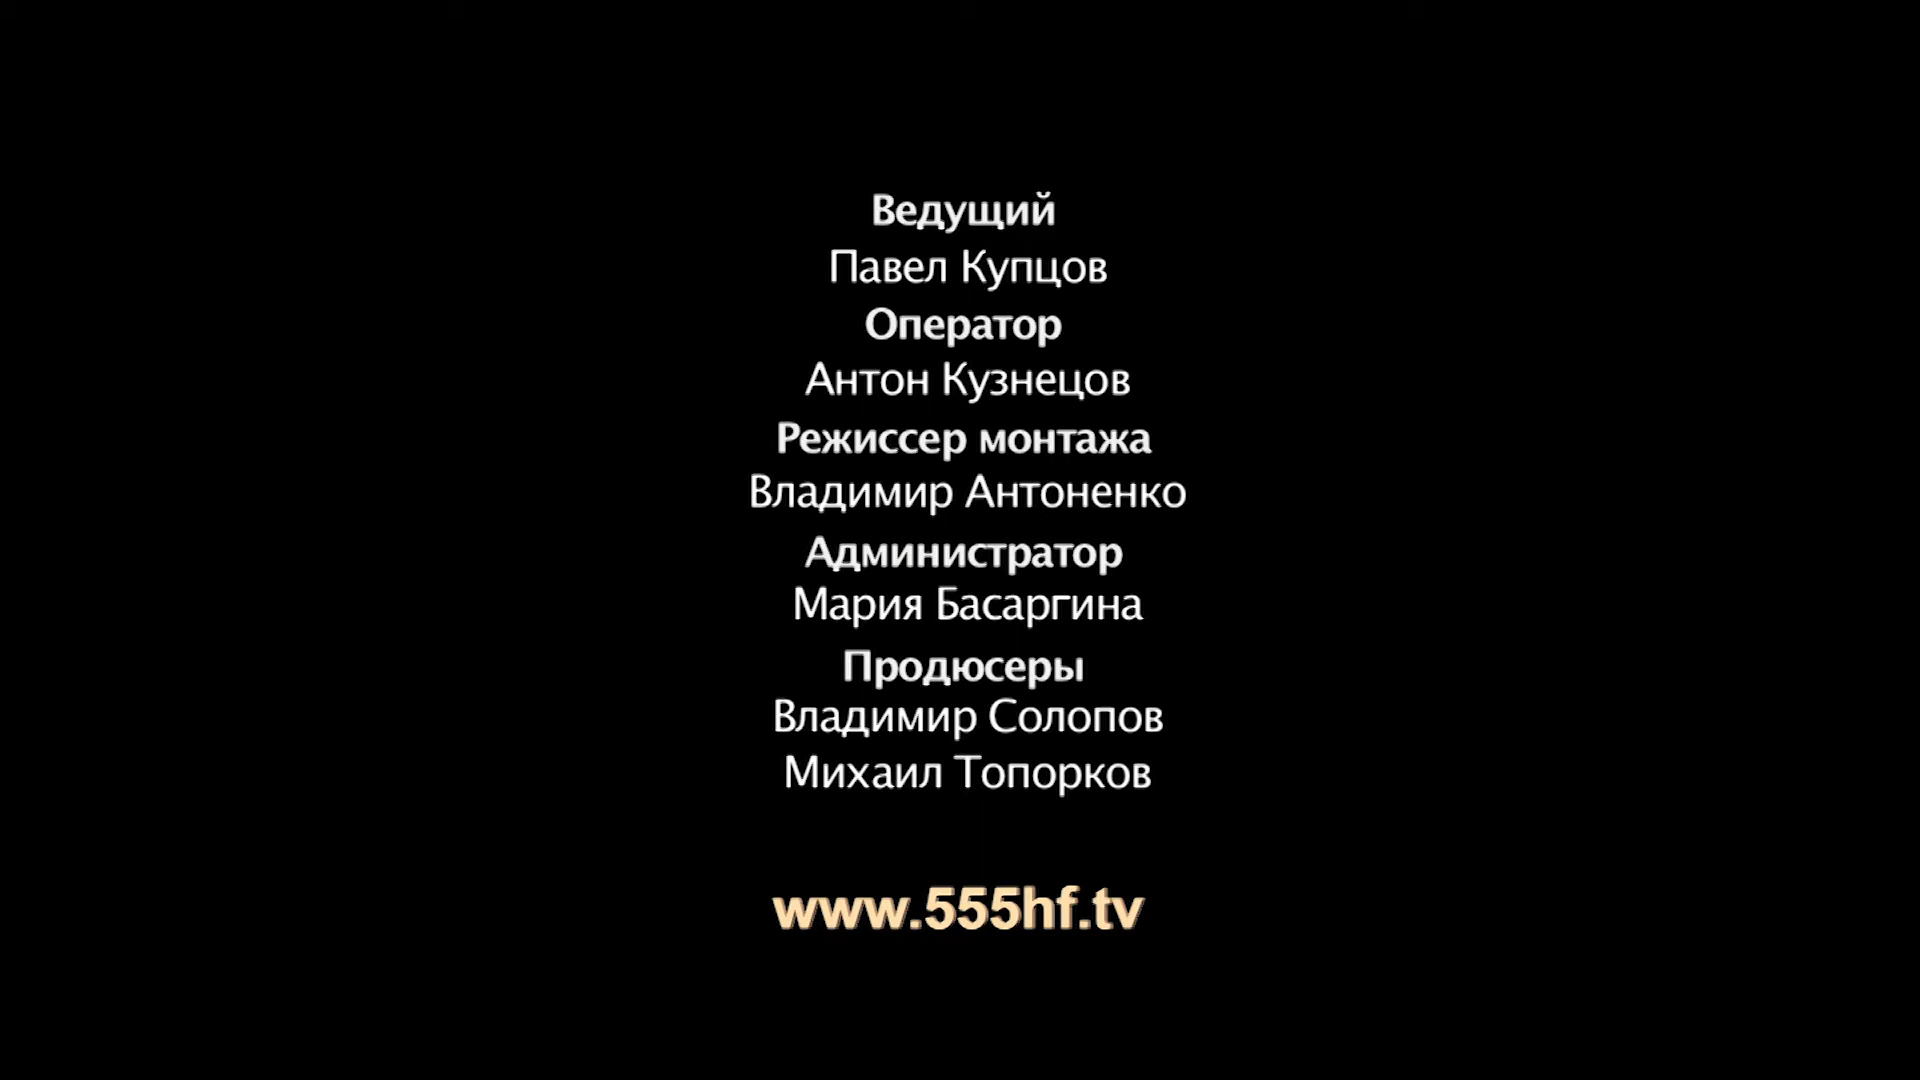 Ведущий
Павел Купцов
Оператор
Антон Кузнецов
Режиссер монтажа
Владимир Антоненко
Администратор
Мария Басаргина
Продюсеры
Владимир Солопов
Михаил Топорков
www.555hf.tv